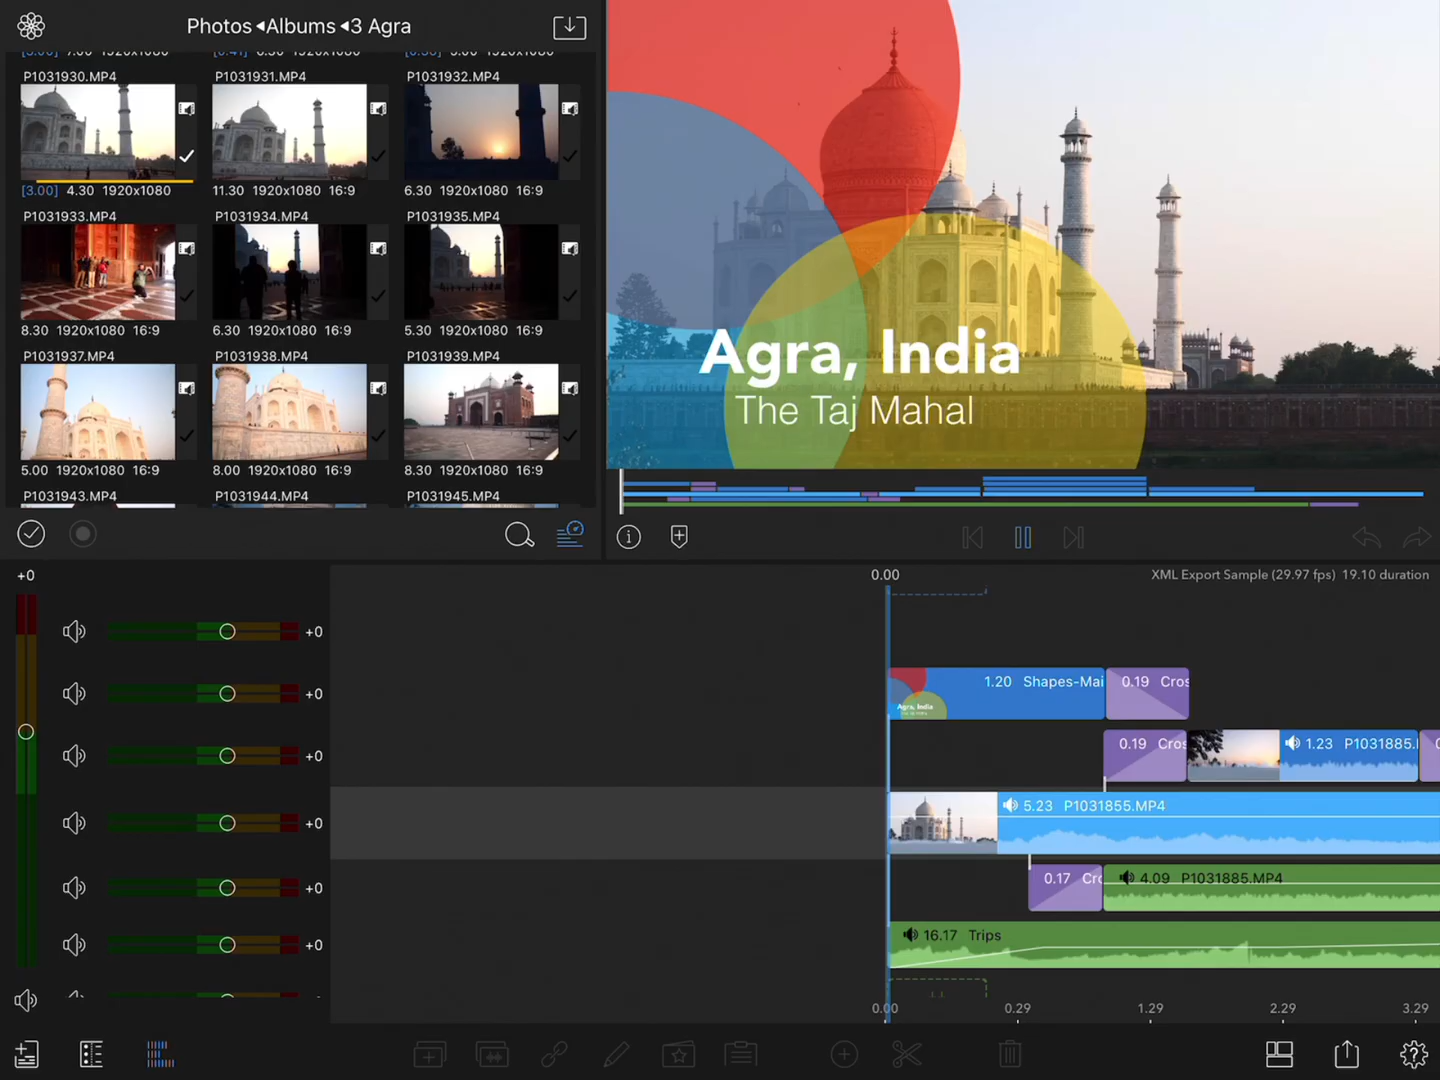 Photos ◂Albums ◂3 Agra
P1031930.MP4
P1031931.MP4
P1031932.MP4
[3.00] 4.30 1920x1080
11.30 1920x1080 16:9
6.30 1920x1080 16:9
P1031933.MP4
P1031934.MP4
P1031935.MP4
8.30 1920x1080 16:9
6.30 1920x1080 16:9
5.30 1920x1080 16:9
P1031937.MP4
P1031938.MP4
P1031939.MP4
5.00 1920x1080 16:9
8.00 1920x1080 16:9
8.30 1920x1080 16:9
P1031943.MP4
P1031944.MP4
P1031945.MP4
Agra, India
The Taj Mahal
+0
0.00
XML Export Sample (29.97 fps) 19.10 duration
+0
+0
+0
+0
+0
+0
1.20 Shapes-Mai
0.19 Cros
Agra, India
0.19 Cros
1.23 P1031885.
5.23 P1031855.MP4
0.17 Cro
4.09 P1031885.MP4
16.17 Trips
0.00
0.29
1.29
2.29
3.29